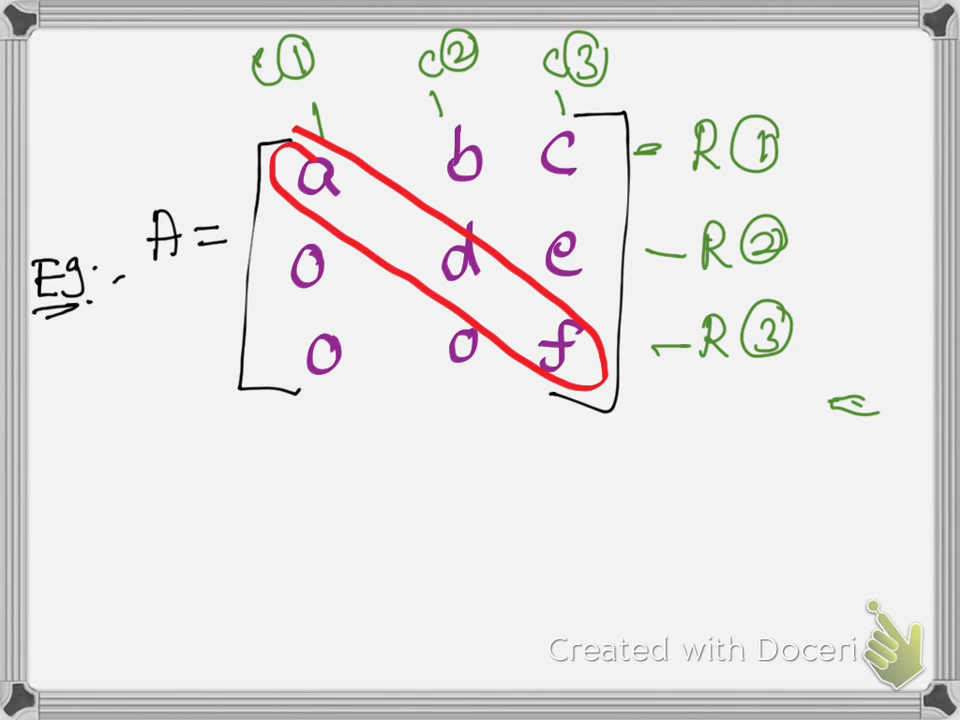 C① C② C③
a b c - R①
Eg:- A = 0 d e - R②
0 0 f - R③
Created with Doceri